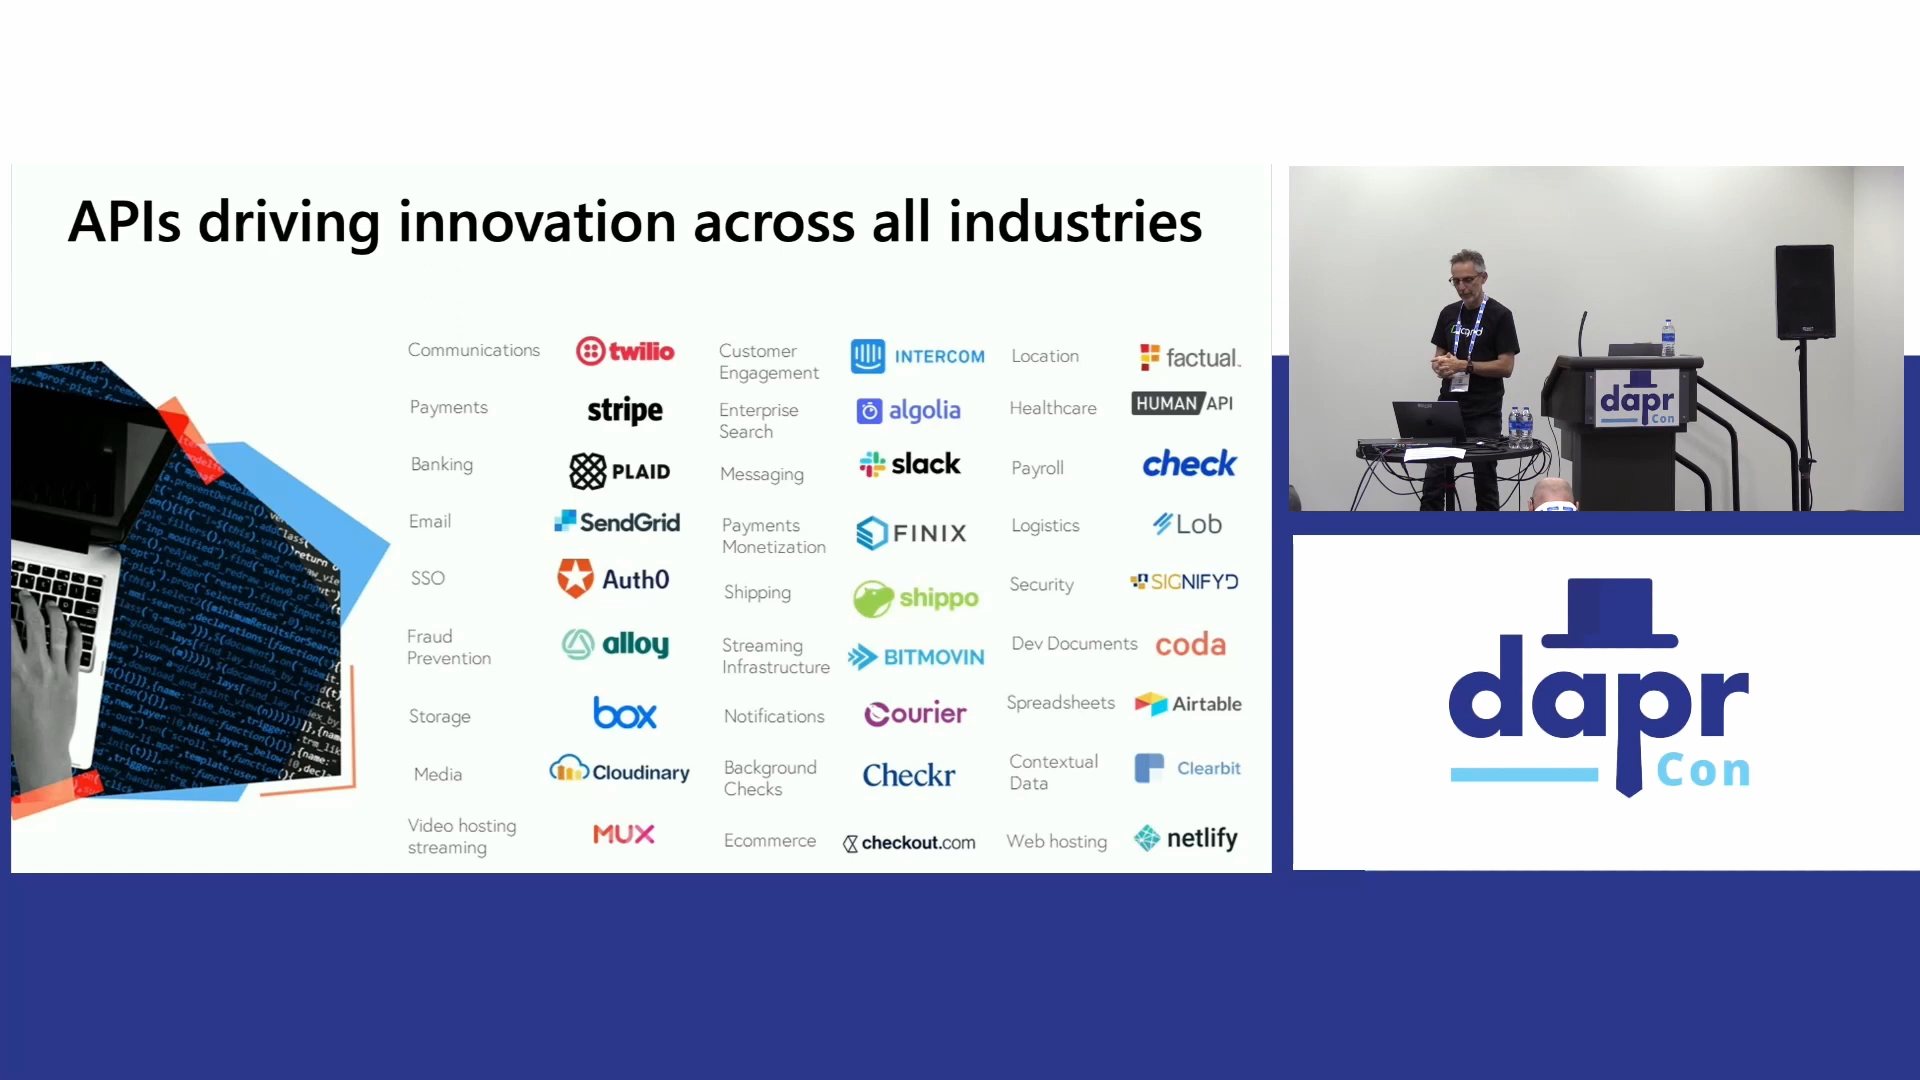 APIs driving innovation across all industries
Communications
twilio
Payments
stripe
Banking
PLAID
Email
SendGrid
SSO
Auth0
Fraud
Prevention
alloy
Storage
box
Media
Cloudinary
Video hosting
streaming
MUX
Customer
Engagement
INTERCOM
Enterprise
Search
algolia
Messaging
slack
Payments
Monetization
FINIX
Shipping
shippo
Streaming
Infrastructure
BITMOVIN
Notifications
Courier
Background
Checks
Checkr
Ecommerce
checkout.com
Location
factual.
Healthcare
HUMAN API
Payroll
check
Logistics
Lob
Security
SIGNIFYD
Dev Documents
coda
Spreadsheets
Airtable
Contextual
Data
Clearbit
Web hosting
netlify
dapr
Con
dapr
Con